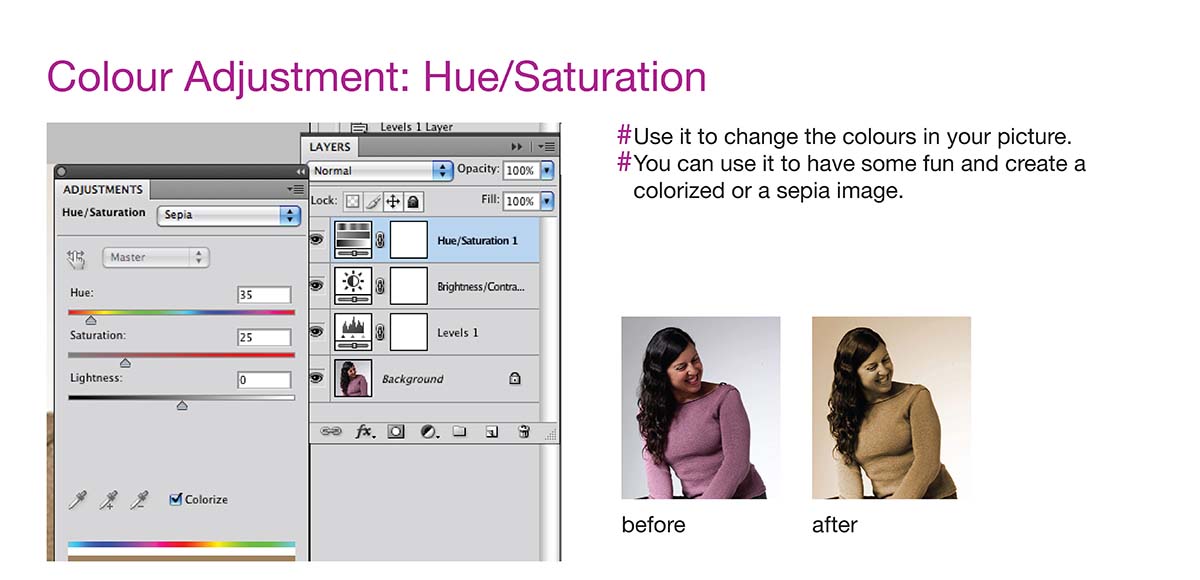 Colour Adjustment: Hue/Saturation
Levels 1 Layer
LAYERS
Normal
Opacity: 100%
Lock:
Fill: 100%
Hue/Saturation 1
Brightness/Contra...
Levels 1
Background
fx
ADJUSTMENTS
Hue/Saturation Sepia
Master
Hue: 35
Saturation: 25
Lightness: 0
Colorize
#Use it to change the colours in your picture.
#You can use it to have some fun and create a
colorized or a sepia image.
before
after